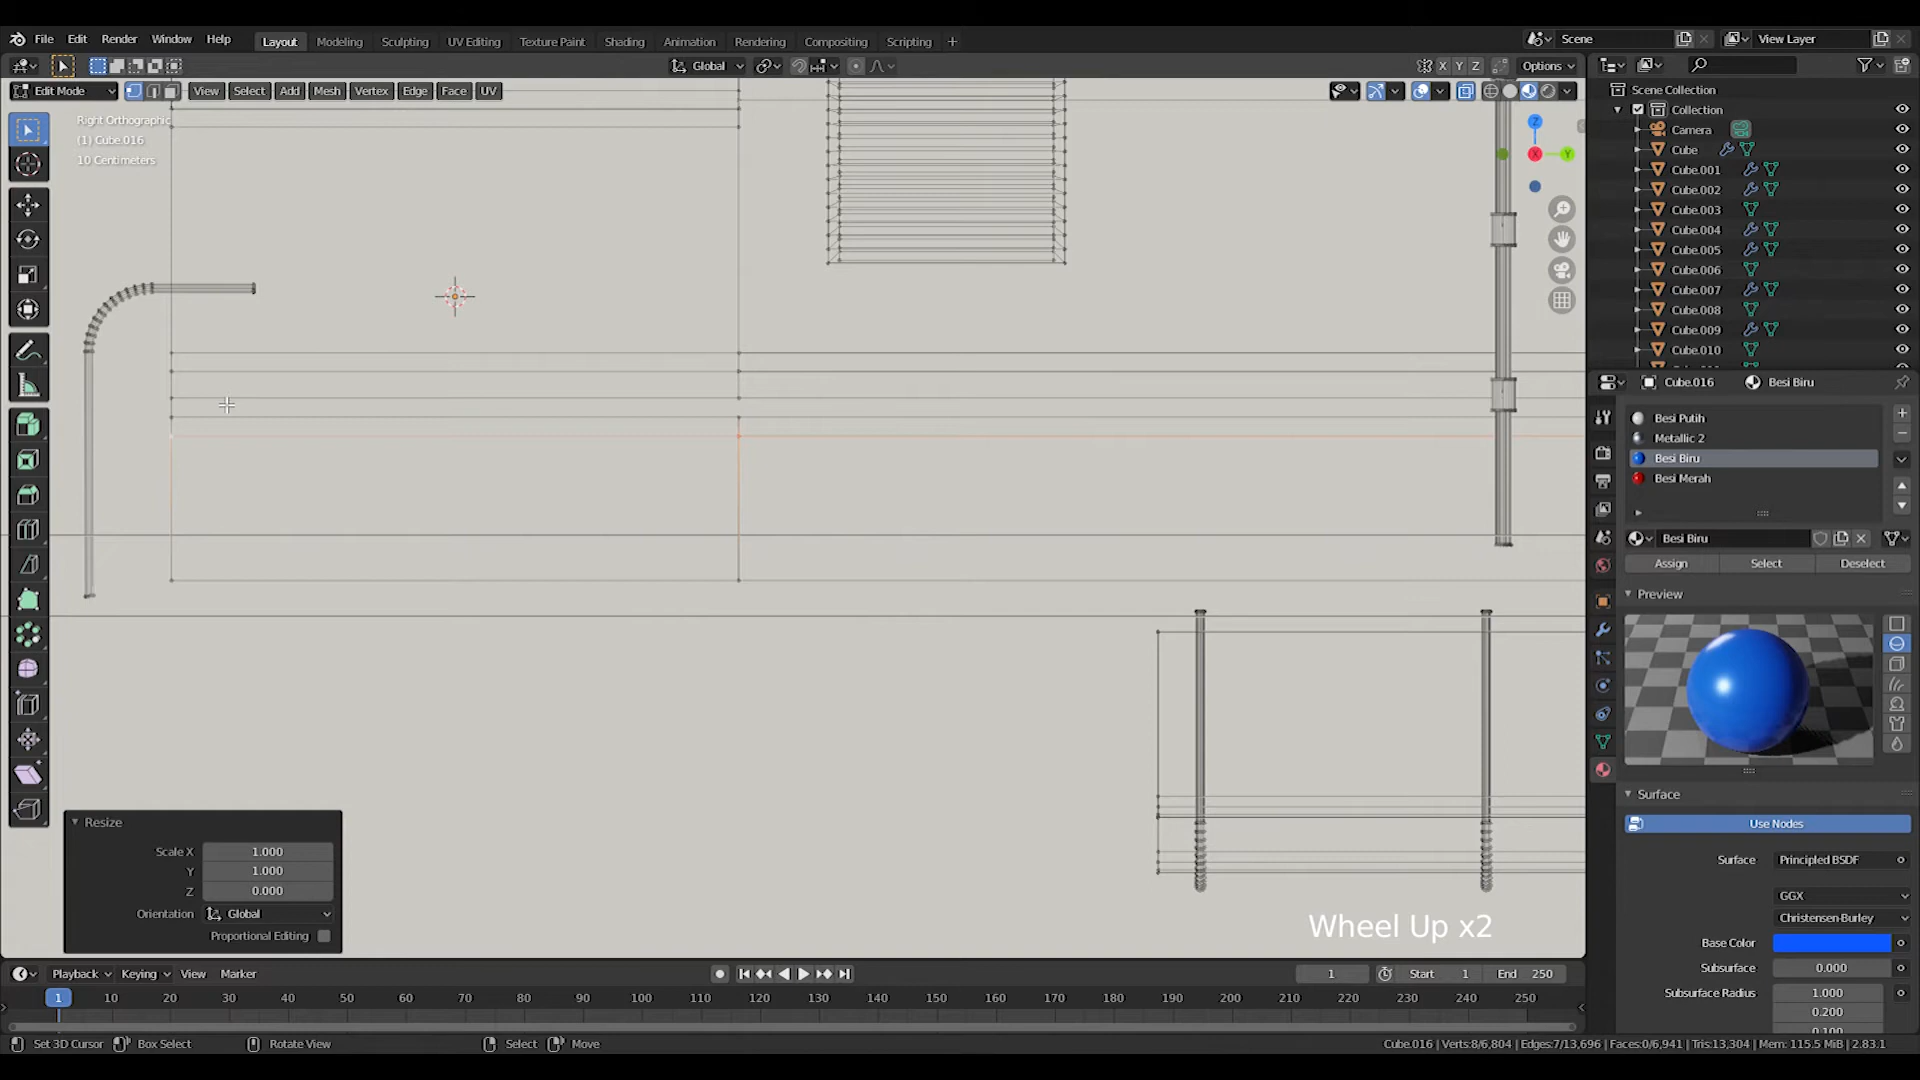 File Edit Render Window Help Layout Modeling Sculpting UV Editing Texture Paint Shading Animation Rendering Compositing Scripting + Scene View Layer
Global X Y Z Options
Edit Mode View Select Add Mesh Vertex Edge Face UV
Right Orthographic
(1) Cube.016
10 Centimeters
Z
X
Y
Scene Collection
Collection
Camera
Cube
Cube.001
Cube.002
Cube.003
Cube.004
Cube.005
Cube.006
Cube.007
Cube.008
Cube.009
Cube.010
Cube.016 Besi Biru
Besi Putih
Metallic 2
Besi Biru
Besi Merah
Besi Biru
Assign Select Deselect
Preview
Surface
Use Nodes
Surface Principled BSDF
GGX
Christensen-Burley
Base Color
Subsurface 0.000
Subsurface Radius 1.000
0.200
0.100
Resize
Scale X 1.000
Y 1.000
Z 0.000
Orientation Global
Proportional Editing
Wheel Up x2
Playback Keying View Marker 1 Start 1 End 250
1 10 20 30 40 50 60 70 80 90 100 110 120 130 140 150 160 170 180 190 200 210 220 230 240 250
Set 3D Cursor Box Select Rotate View Select Move Cube.016 | Verts:8/6,804 | Edges:7/13,696 | Faces:0/6,941 | Tris:13,304 | Mem: 115.5 MiB | 2.83.1